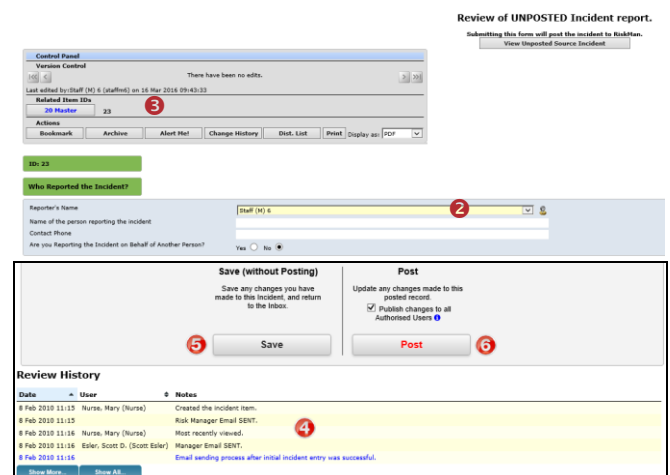 Review of UNPOSTED Incident report.
Submitting this form will post the incident to RiskMan.
View Unposted Source Incident
Control Panel
Version Control
There have been no edits.
Last edited by:Staff (M) 6 (staffm6) on 16 Mar 2016 09:43:33
Related Item IDs
20 Master 23 3
Actions
Bookmark Archive Alert Me! Change History Dist. List Print Display as: PDF
ID: 23
Who Reported the Incident?
Reporter's Name Staff (M) 6 2
Name of the person reporting the incident
Contact Phone
Are you Reporting the Incident on Behalf of Another Person? Yes No
Save (without Posting) Post
Save any changes you have made to this Incident, and return to the Inbox.
Update any changes made to this posted record.
Publish changes to all Authorised Users
5 Save Post 6
Review History
Date User Notes
8 Feb 2010 11:15 Nurse, Mary (Nurse) Created the incident item.
8 Feb 2010 11:15 Risk Manager Email SENT.
8 Feb 2010 11:16 Nurse, Mary (Nurse) Most recently viewed. 4
8 Feb 2010 11:16 Esler, Scott D. (Scott Esler) Manager Email SENT.
8 Feb 2010 11:16 Email sending process after initial incident entry was successful.
Show More... Show All...